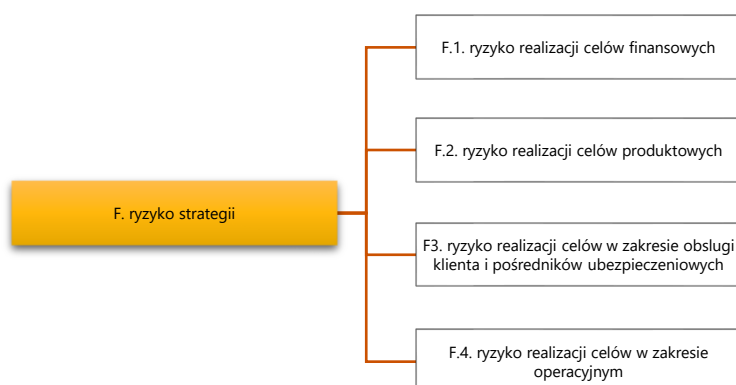 F.1. ryzyko realizacji celów finansowych
F.2. ryzyko realizacji celów produktowych
F. ryzyko strategii
F3. ryzyko realizacji celów w zakresie obslugi
klienta i pośredników ubezpieczeniowych
F.4. ryzyko realizacji celów w zakresie
operacyjnym